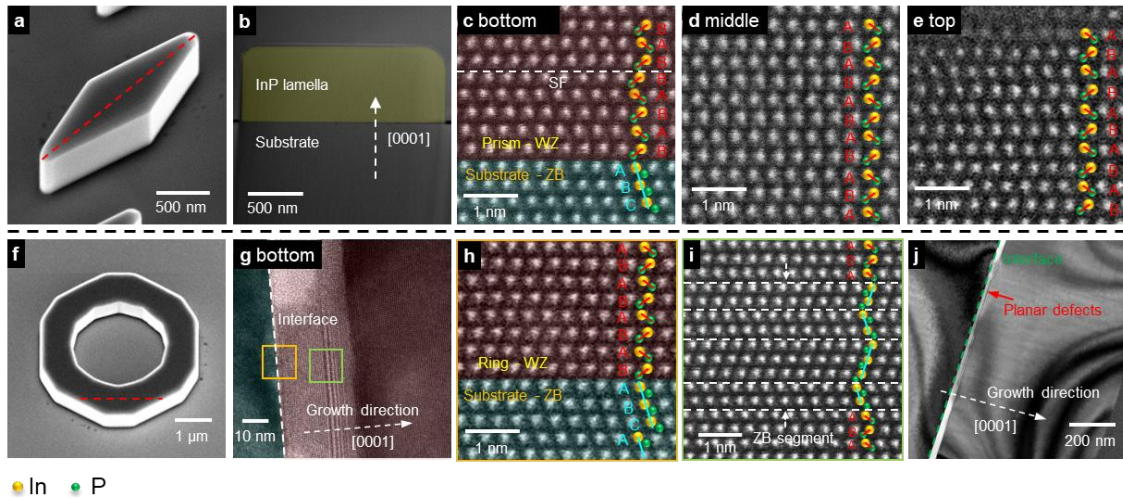 a
500 nm
b
InP lamella
Substrate
[0001]
500 nm
c bottom
B
A
B
SF
B
A
B
A
Prism - WZ
B
Substrate - ZB
A
B
C
1 nm
d middle
A
B
A
B
A
B
A
B
A
1 nm
e top
A
B
A
B
A
B
A
B
1 nm
f
1 µm
g bottom
Interface
Growth direction
[0001]
10 nm
h
A
B
A
B
A
B
A
B
Ring - WZ
Substrate - ZB
A
B
C
A
1 nm
i
A
B
A
A
B
A
ZB segment
1 nm
j
Interface
Planar defects
[0001]
200 nm
In
P